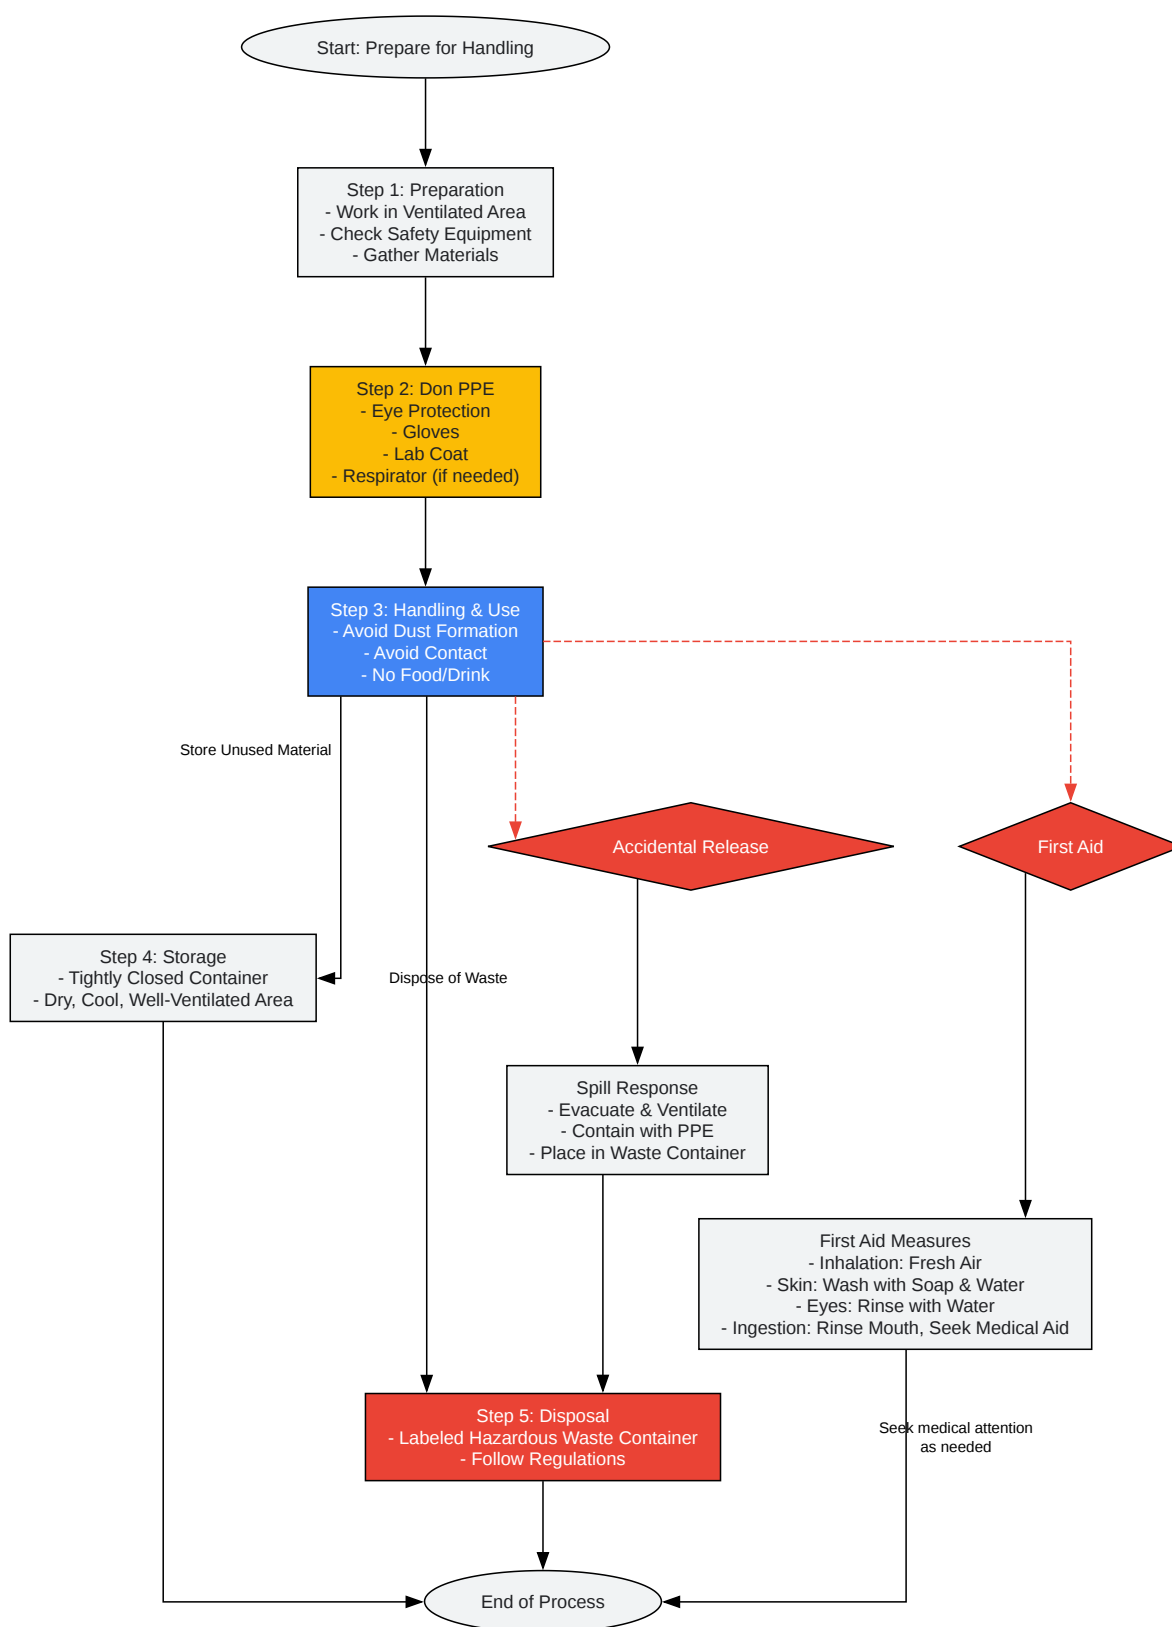 Start: Prepare for Handling
Step 1: Preparation
- Work in Ventilated Area
- Check Safety Equipment
- Gather Materials
Step 2: Don PPE
- Eye Protection
- Gloves
- Lab Coat
- Respirator (if needed)
Step 3: Handling & Use
- Avoid Dust Formation
- Avoid Contact
- No Food/Drink
Store Unused Material
Accidental Release
First Aid
Step 4: Storage
- Tightly Closed Container
- Dry, Cool, Well-Ventilated Area
Dispose of Waste
Spill Response
- Evacuate & Ventilate
- Contain with PPE
- Place in Waste Container
First Aid Measures
- Inhalation: Fresh Air
- Skin: Wash with Soap & Water
- Eyes: Rinse with Water
- Ingestion: Rinse Mouth, Seek Medical Aid
Step 5: Disposal
- Labeled Hazardous Waste Container
- Follow Regulations
Seek medical attention
as needed
End of Process